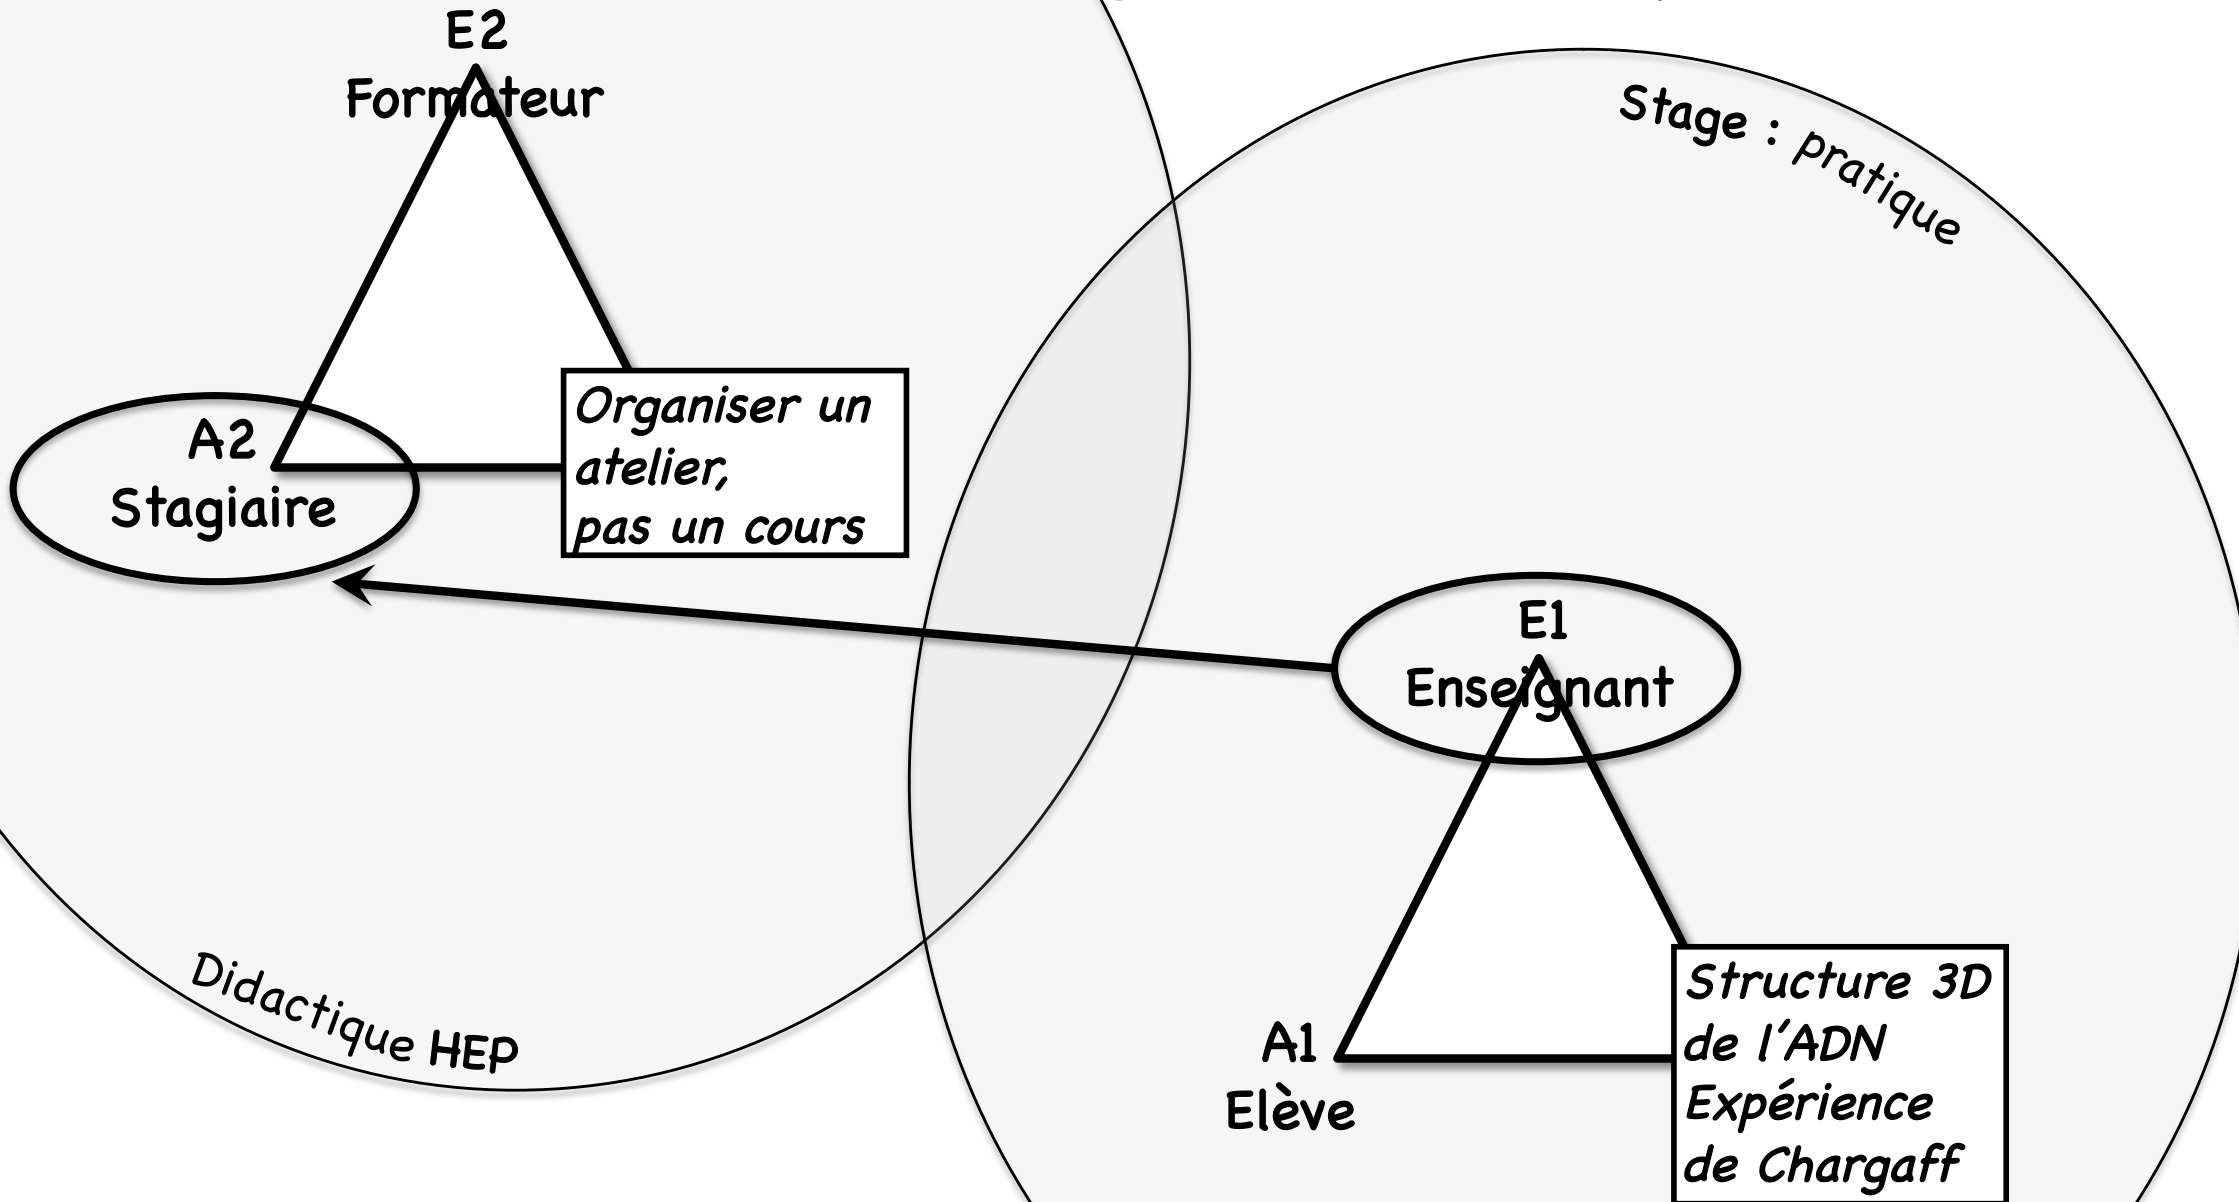 E2
Formateur
Stage : pratique
Organiser un
atelier,
pas un cours
A2
Stagiaire
E1
Enseignant
Didactique HEP
Structure 3D
de l'ADN
Expérience
de Chargaff
A1
Elève